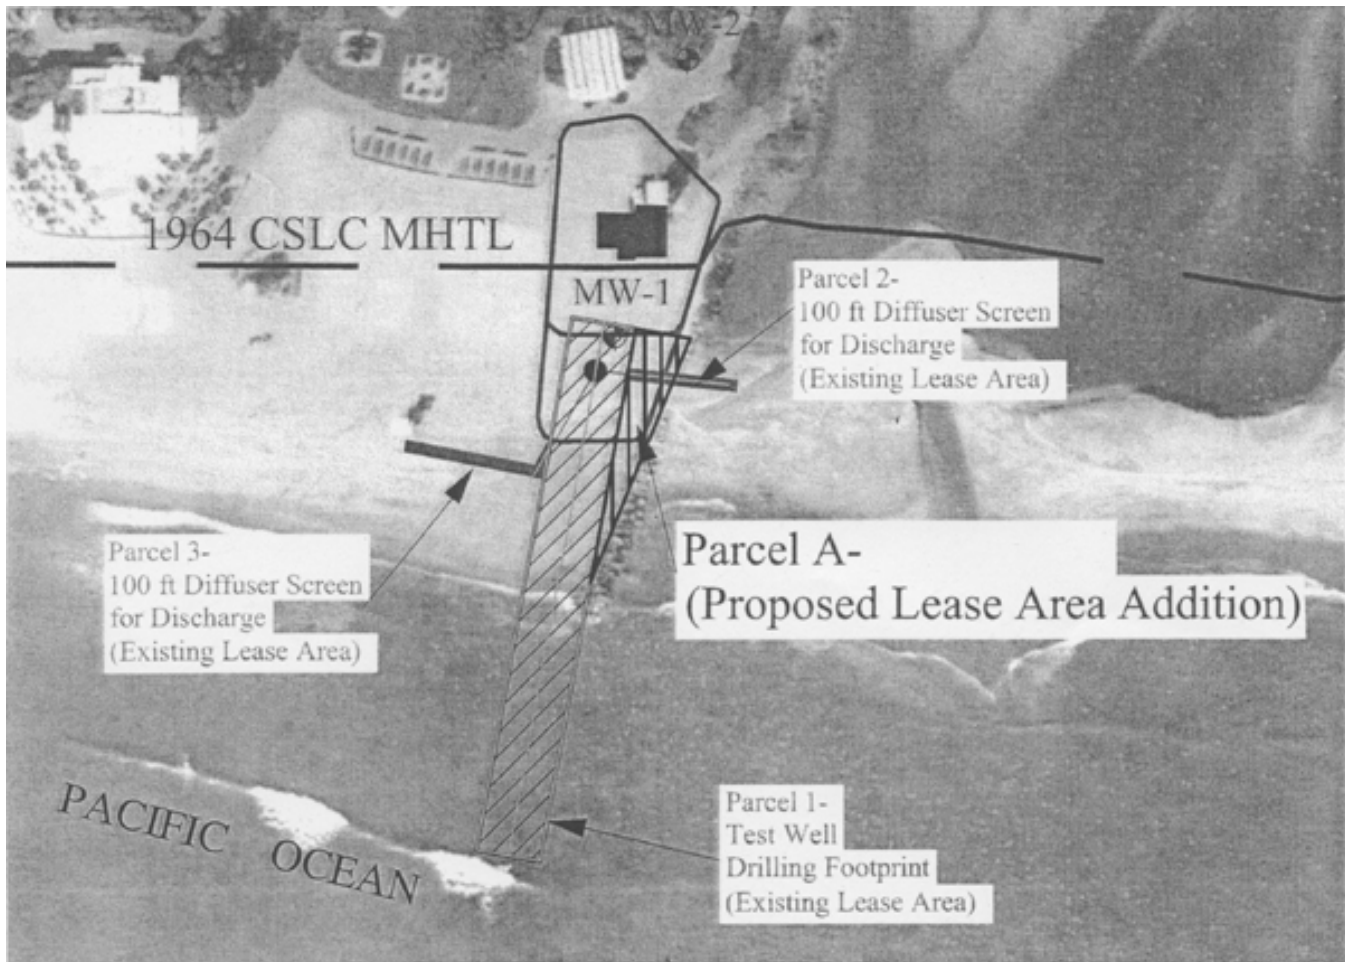 MW-2
1964 CSLC MHTL
MW-1
Parcel 2-
100 ft Diffuser Screen
for Discharge
(Existing Lease Area)
Parcel 3-
100 ft Diffuser Screen
for Discharge
(Existing Lease Area)
Parcel A-
(Proposed Lease Area Addition)
Parcel 1-
Test Well
Drilling Footprint
(Existing Lease Area)
PACIFIC OCEAN